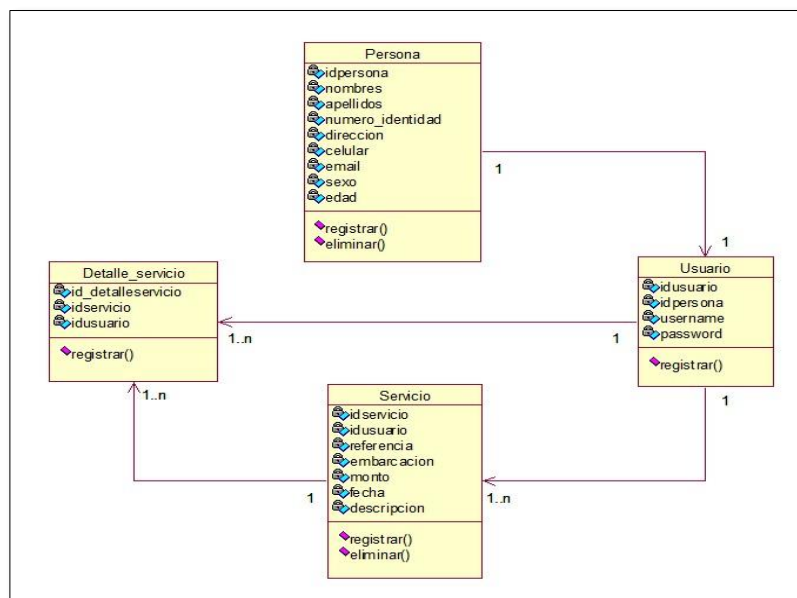 Persona
idpersona
nombres
apellidos
numero_identidad
direccion
celular
email
sexo
edad
registrar()
eliminar()
1
1
Detalle_servicio
id_detalleservicio
idservicio
idusuario
registrar()
1..n
1
Usuario
idusuario
idpersona
username
password
registrar()
1..n
1
Servicio
idservicio
idusuario
referencia
embarcacion
monto
fecha
descripcion
registrar()
eliminar()
1
1..n